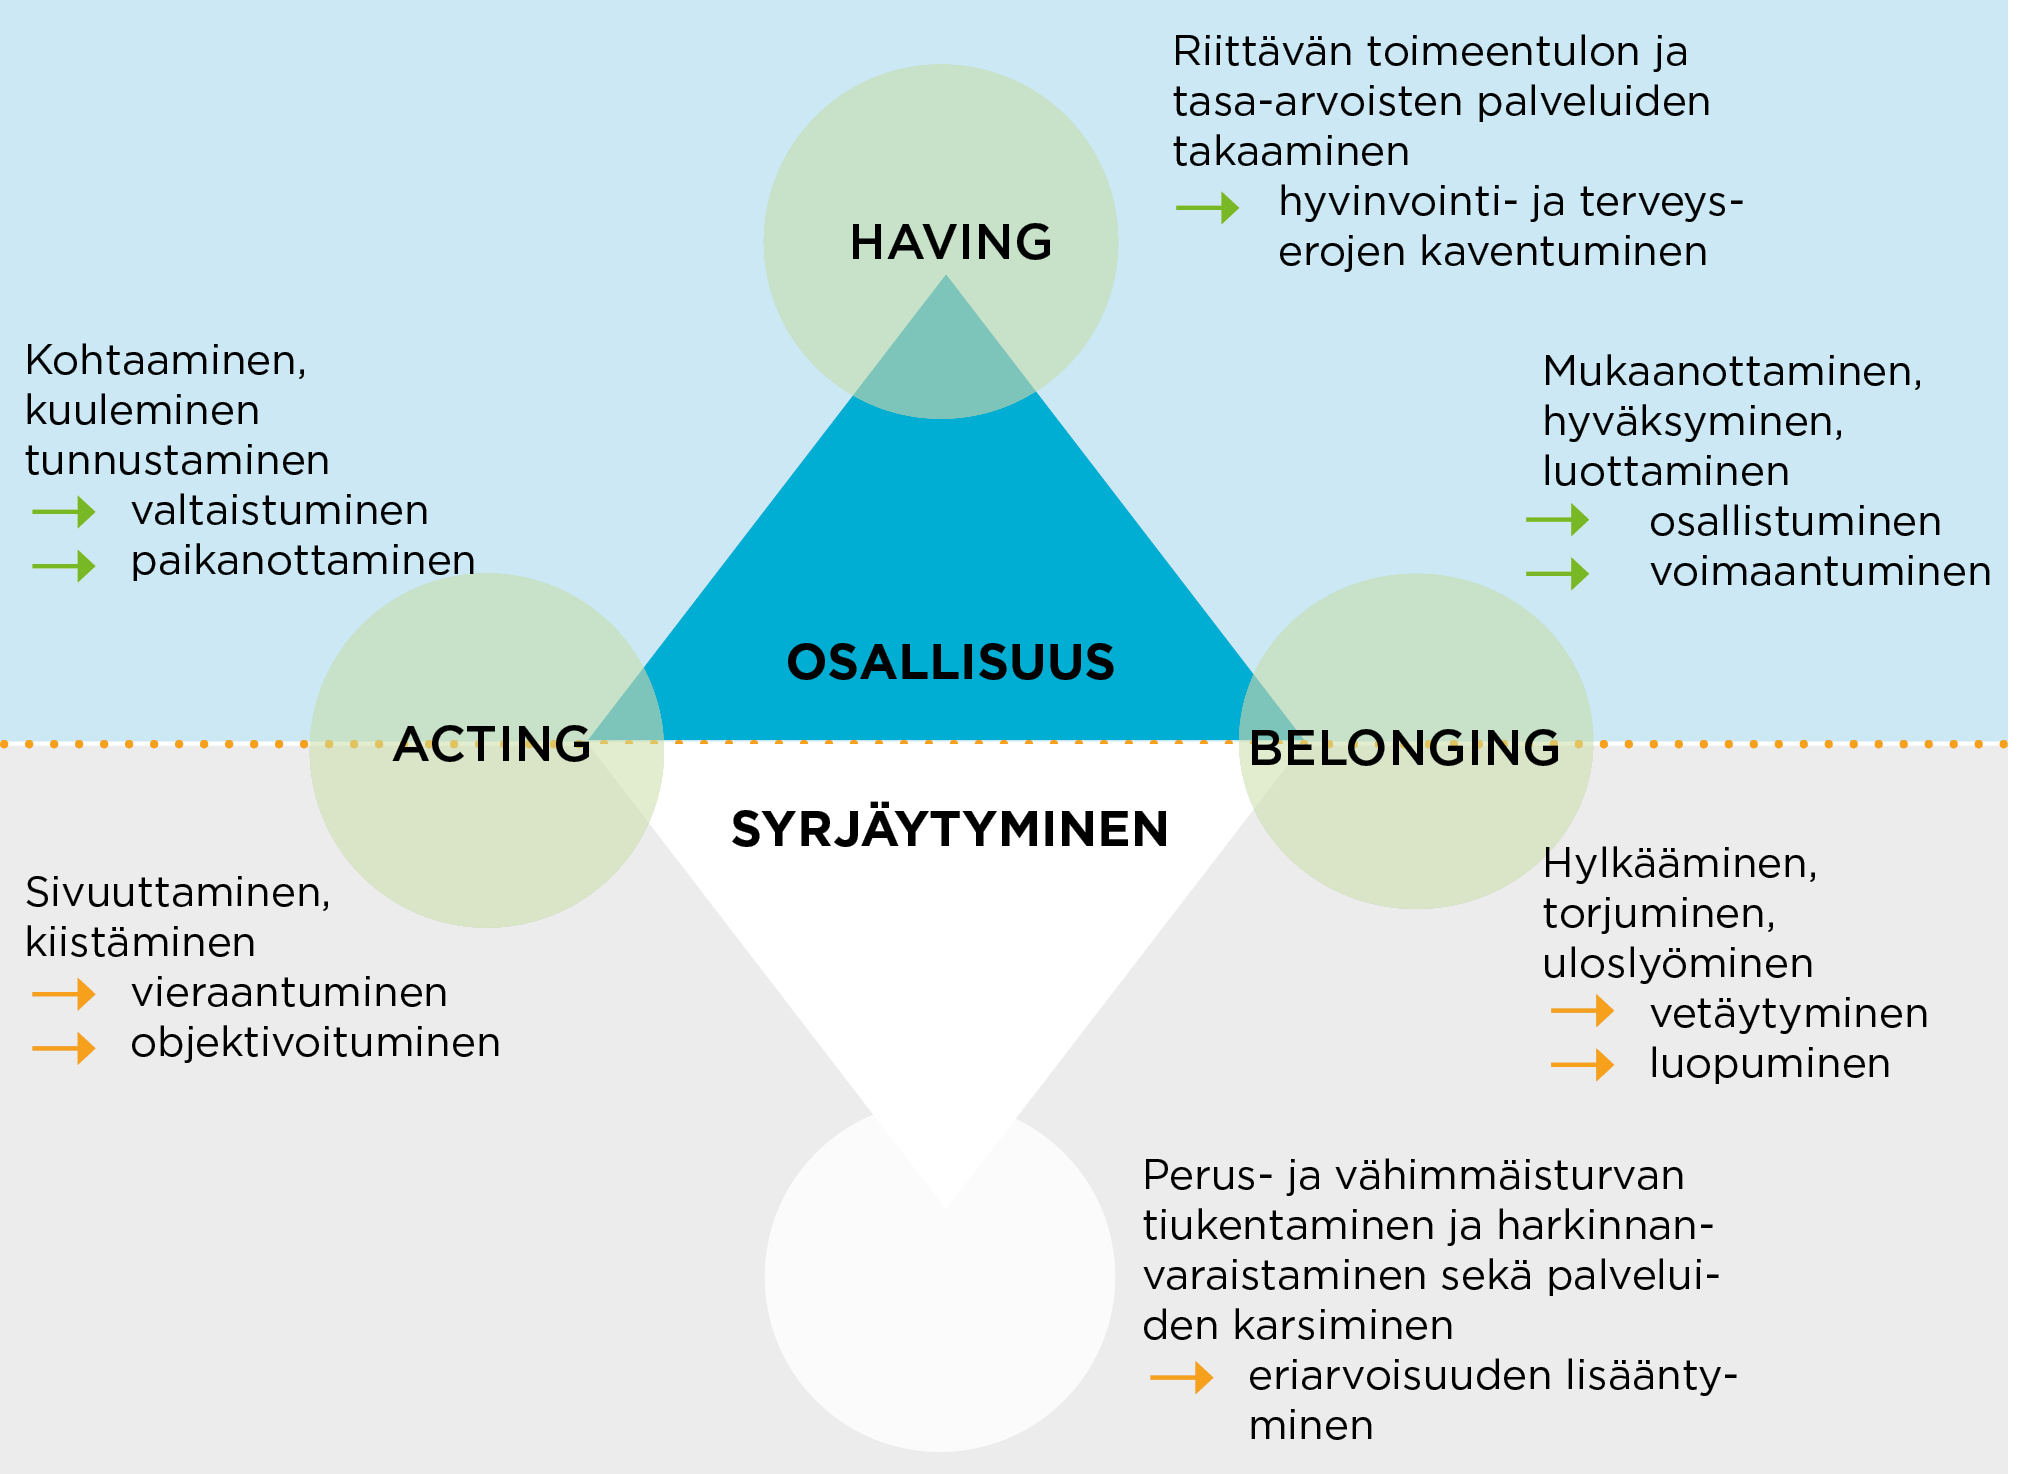 Riittävän toimeentulon ja
tasa-arvoisten palveluiden
takaaminen
hyvinvointi- ja terveys-
erojen kaventuminen
HAVING
Kohtaaminen,
kuuleminen
tunnustaminen
valtaistuminen
paikanottaminen
Mukaanottaminen,
hyväksyminen,
luottaminen
osallistuminen
voimaantuminen
OSALLISUUS
ACTING
BELONGING
SYRJÄYTYMINEN
Sivuuttaminen,
kiistäminen
vieraantuminen
objektivoituminen
Hylkääminen,
torjuminen,
uloslyöminen
vetäytyminen
luopuminen
Perus- ja vähimmäisturvan
tiukentaminen ja harkinnan-
varaistaminen sekä palvelui-
den karsiminen
eriarvoisuuden lisäänty-
minen